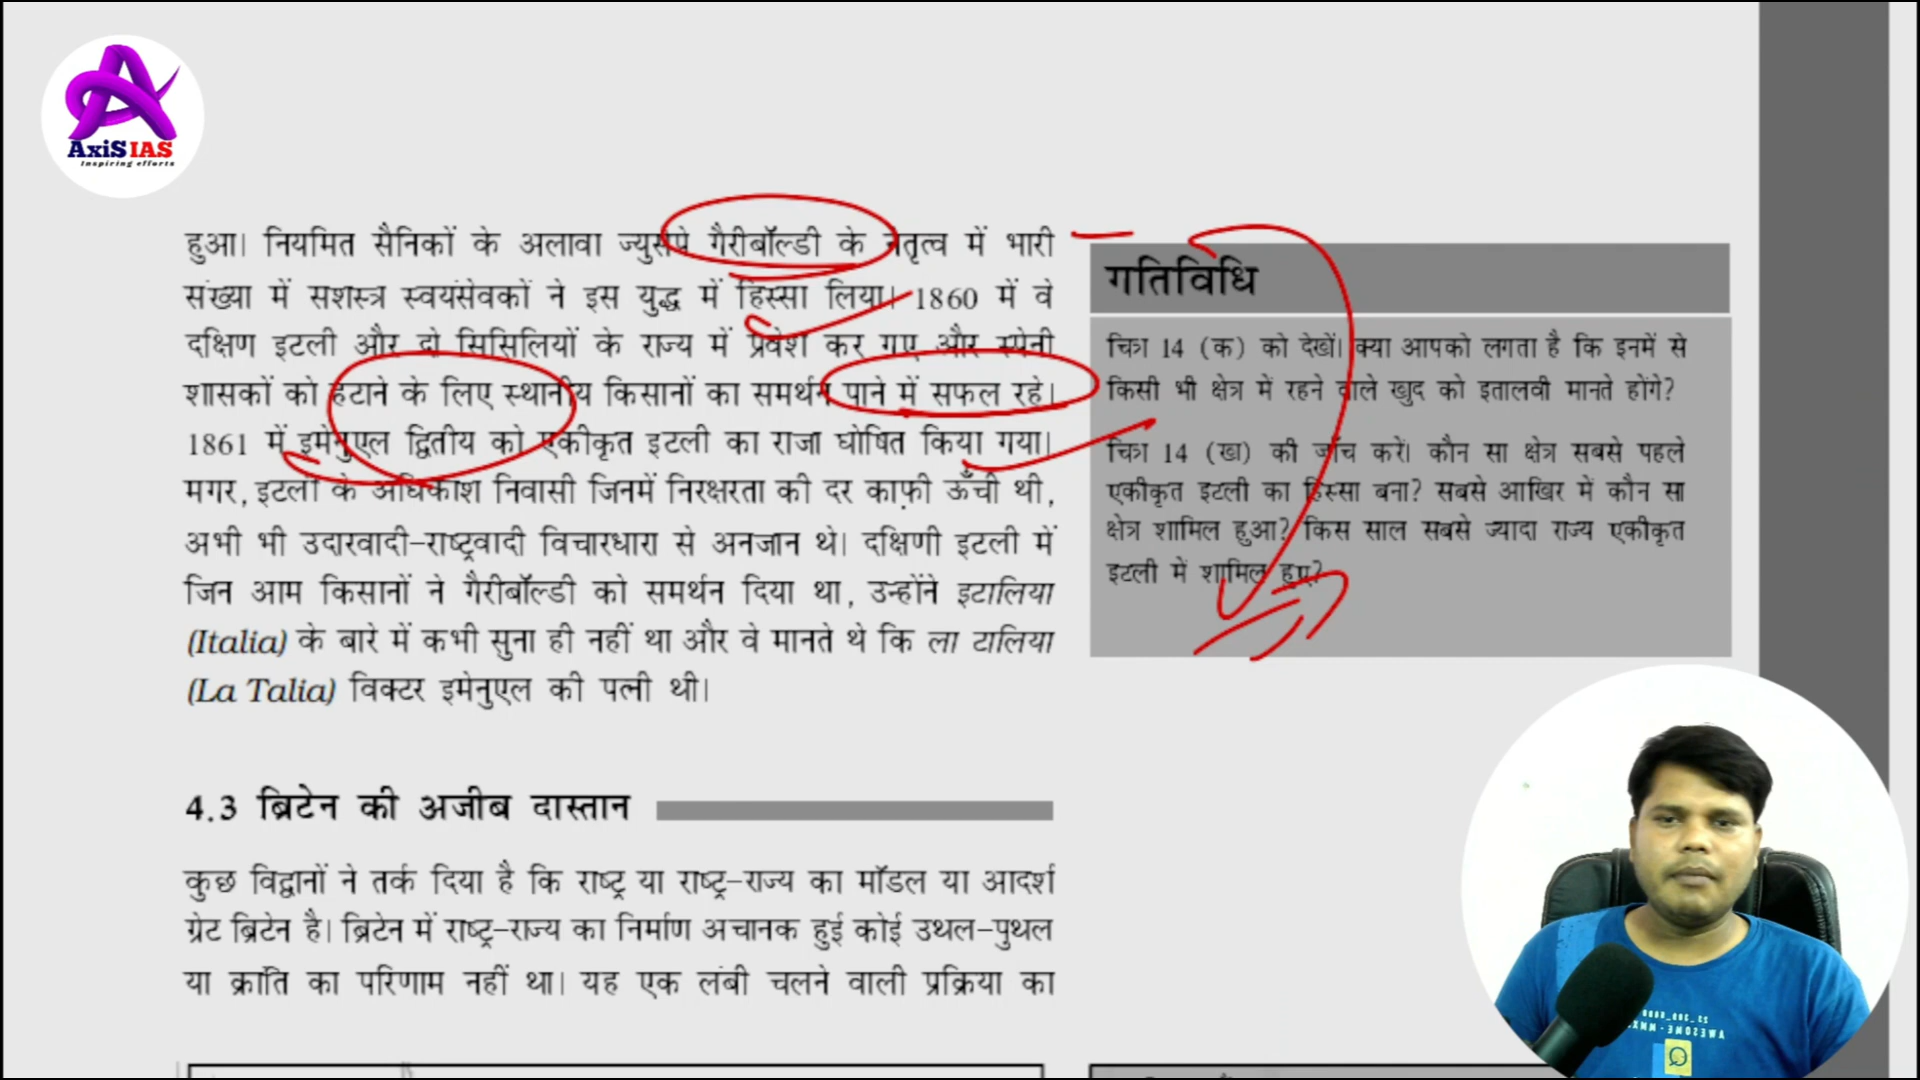 AxiS IAS
Inspiring efforts
हुआ। नियमित सैनिकों के अलावा ज्युसेपे गैरीबॉल्डी के नेतृत्व में भारी
संख्या में सशस्त्र स्वयंसेवकों ने इस युद्ध में हिस्सा लिया। 1860 में वे
दक्षिण इटली और दो सिसिलियों के राज्य में प्रवेश कर गए और स्पेनी
शासकों को हटाने के लिए स्थानीय किसानों का समर्थन पाने में सफल रहे।
1861 में इमेनुएल द्वितीय को एकीकृत इटली का राजा घोषित किया गया।
मगर, इटली के अधिकांश निवासी जिनमें निरक्षरता की दर काफ़ी ऊँची थी,
अभी भी उदारवादी-राष्ट्रवादी विचारधारा से अनजान थे। दक्षिणी इटली में
जिन आम किसानों ने गैरीबॉल्डी को समर्थन दिया था, उन्होंने इटालिया
(Italia) के बारे में कभी सुना ही नहीं था और वे मानते थे कि ला टालिया
(La Talia) विक्टर इमेनुएल की पत्नी थी।
4.3 ब्रिटेन की अजीब दास्तान
कुछ विद्वानों ने तर्क दिया है कि राष्ट्र या राष्ट्र-राज्य का मॉडल या आदर्श
ग्रेट ब्रिटेन है। ब्रिटेन में राष्ट्र-राज्य का निर्माण अचानक हुई कोई उथल-पुथल
या क्रांति का परिणाम नहीं था। यह एक लंबी चलने वाली प्रक्रिया का
गतिविधि
चित्र 14 (क) को देखें। क्या आपको लगता है कि इनमें से
किसी भी क्षेत्र में रहने वाले खुद को इतालवी मानते होंगे?
चित्र 14 (ख) की जाँच करें। कौन सा क्षेत्र सबसे पहले
एकीकृत इटली का हिस्सा बना? सबसे आखिर में कौन सा
क्षेत्र शामिल हुआ? किस साल सबसे ज्यादा राज्य एकीकृत
इटली में शामिल हुए?